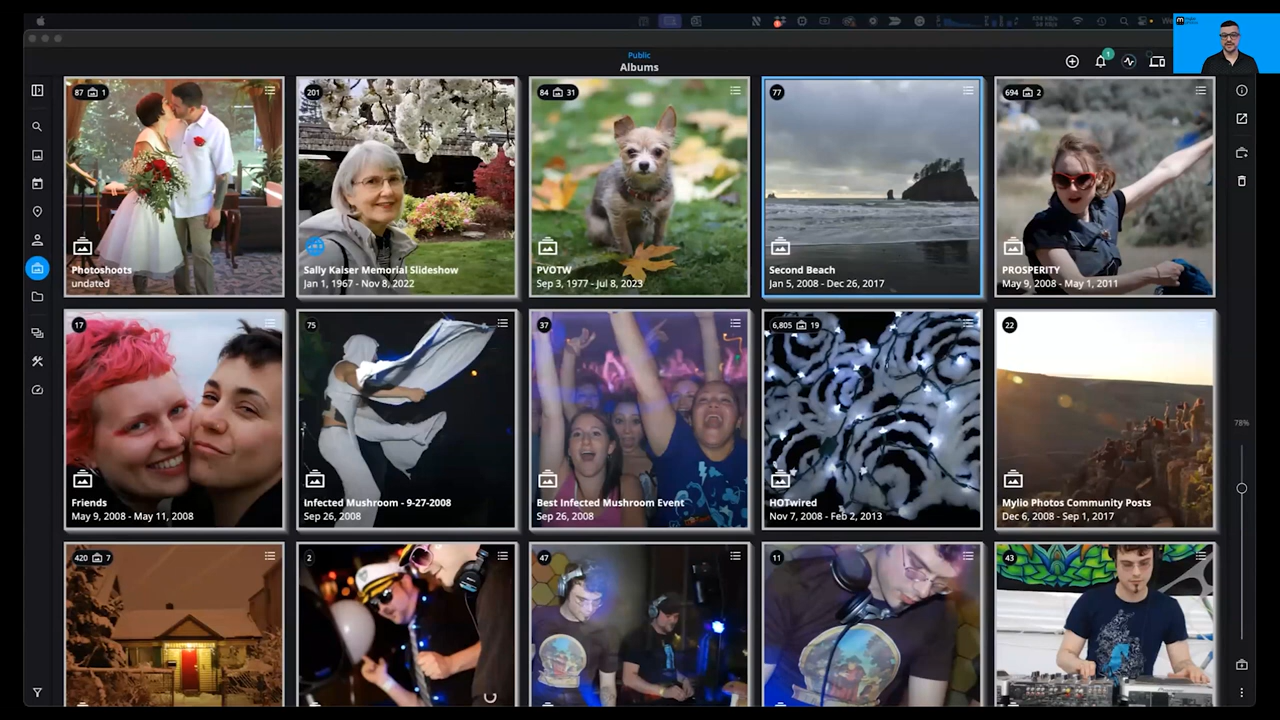 Public
Albums
1
87 1
Photoshoots
undated
201
Sally Kaiser Memorial Slideshow
Jan 1, 1967 - Nov 8, 2022
84 31
PVOTW
Sep 3, 1977 - Jul 8, 2023
77
Second Beach
Jan 5, 2008 - Dec 26, 2017
694 2
PROSPERITY
May 9, 2008 - May 1, 2011
17
Friends
May 9, 2008 - May 11, 2008
75
Infected Mushroom - 9-27-2008
Sep 26, 2008
37
Best Infected Mushroom Event
Sep 26, 2008
6,805 19
HOTwired
Nov 7, 2008 - Feb 2, 2013
22
Mylio Photos Community Posts
Dec 6, 2008 - Sep 1, 2017
78%
420 7
2
47
11
43